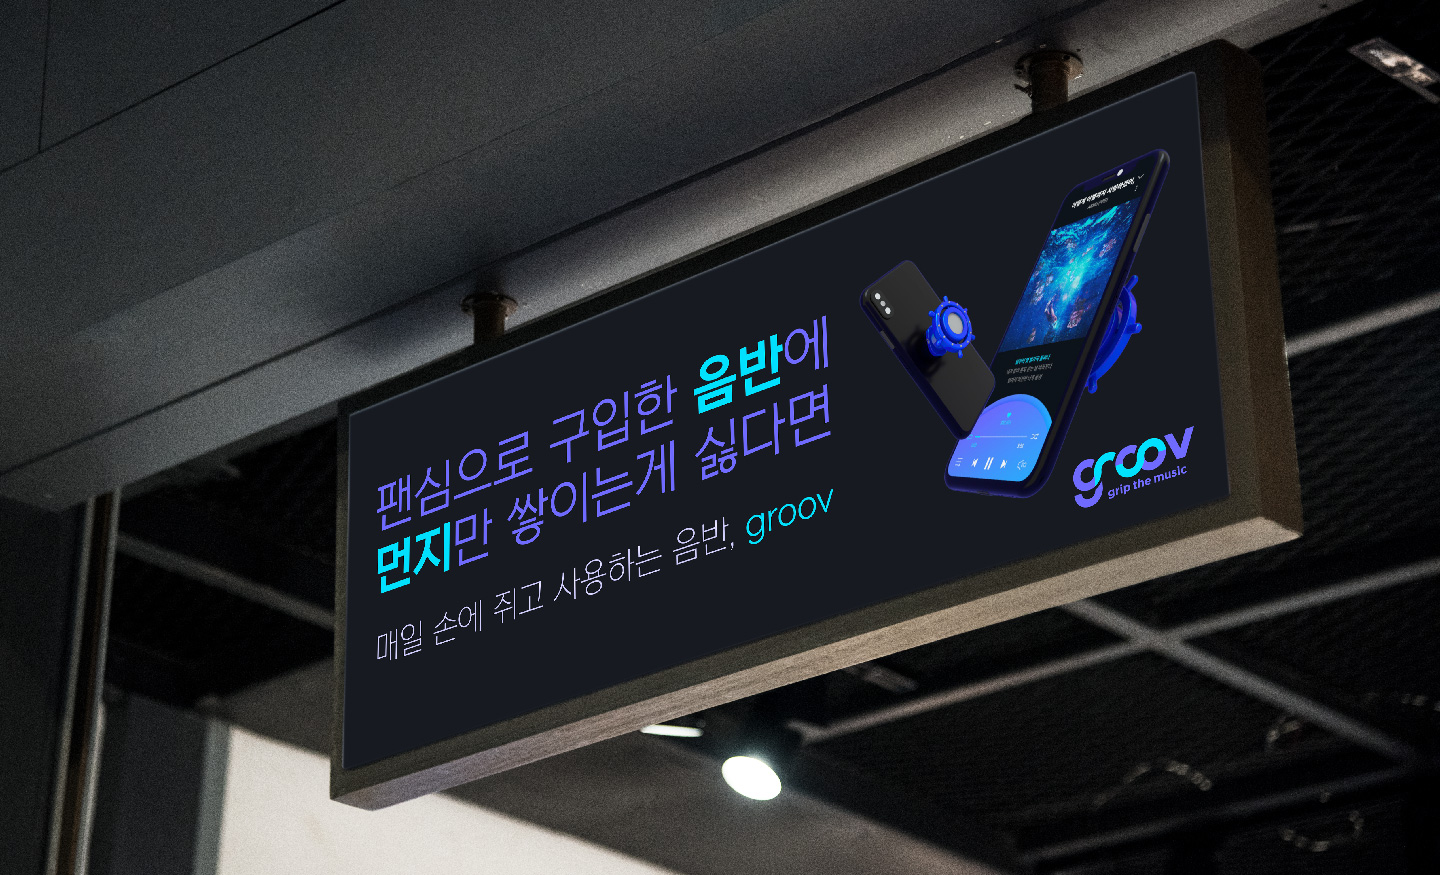 팬심으로 구입한 음반에
먼지만 쌓이는게 싫다면
매일 손에 쥐고 사용하는 음반, groov
groov
grip the music